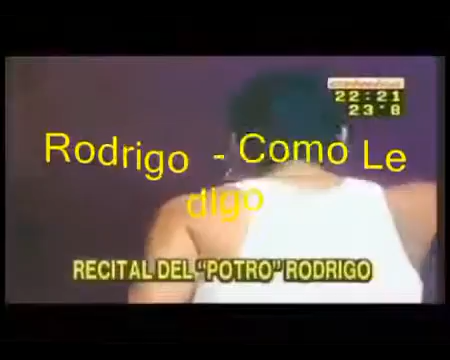 22:21
23°8
Rodrigo - Como Le
digo
RECITAL DEL "POTRO" RODRIGO